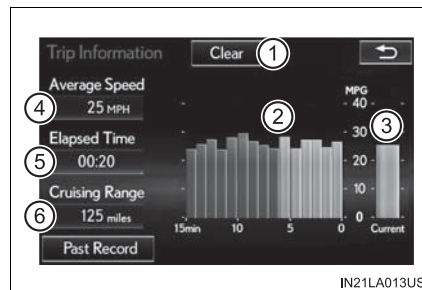 Trip Information
Clear
1
Average Speed
4
25 MPH
Elapsed Time
5
00:20
Cruising Range
6
125 miles
Past Record
2
MPG
40
3
30
20
10
0
15min
10
5
0
Current
IN21LA013US